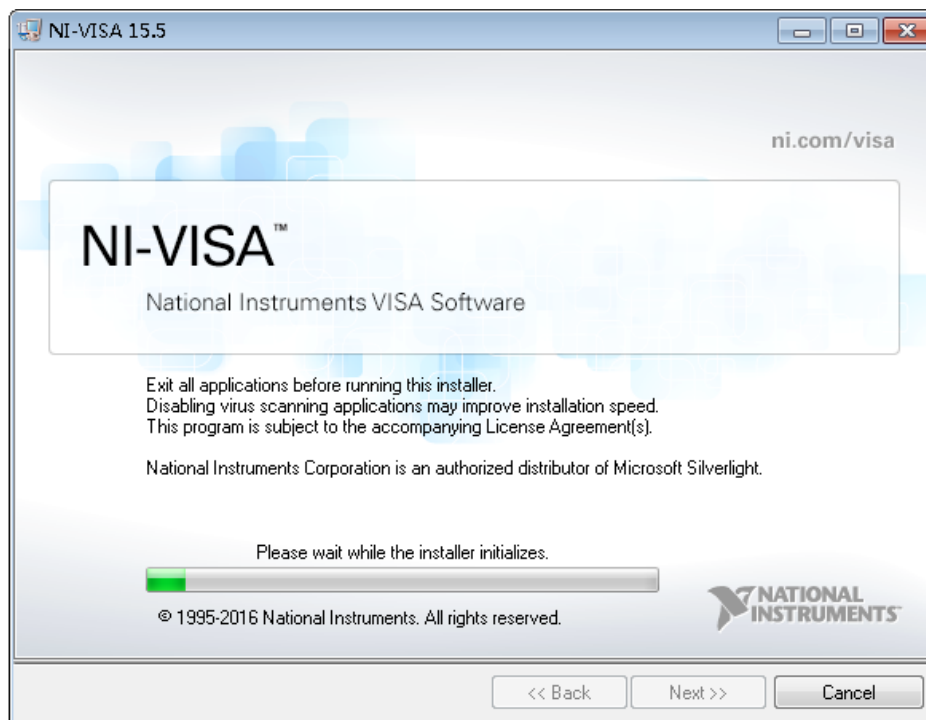 NI-VISA 15.5
ni.com/visa
NI-VISA™
National Instruments VISA Software
Exit all applications before running this installer.
Disabling virus scanning applications may improve installation speed.
This program is subject to the accompanying License Agreement(s).
National Instruments Corporation is an authorized distributor of Microsoft Silverlight.
Please wait while the installer initializes.
© 1995-2016 National Instruments. All rights reserved.
NATIONAL
INSTRUMENTS™
<< Back
Next >>
Cancel